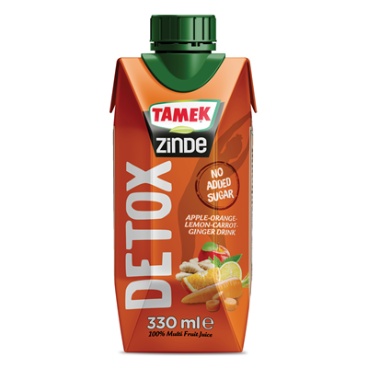 TAMEK
ZiNDE
DETOX
NO
ADDED
SUGAR
APPLE-ORANGE-
LEMON-CARROT-
GINGER DRINK
330 ml e
100% Multi Fruit Juice